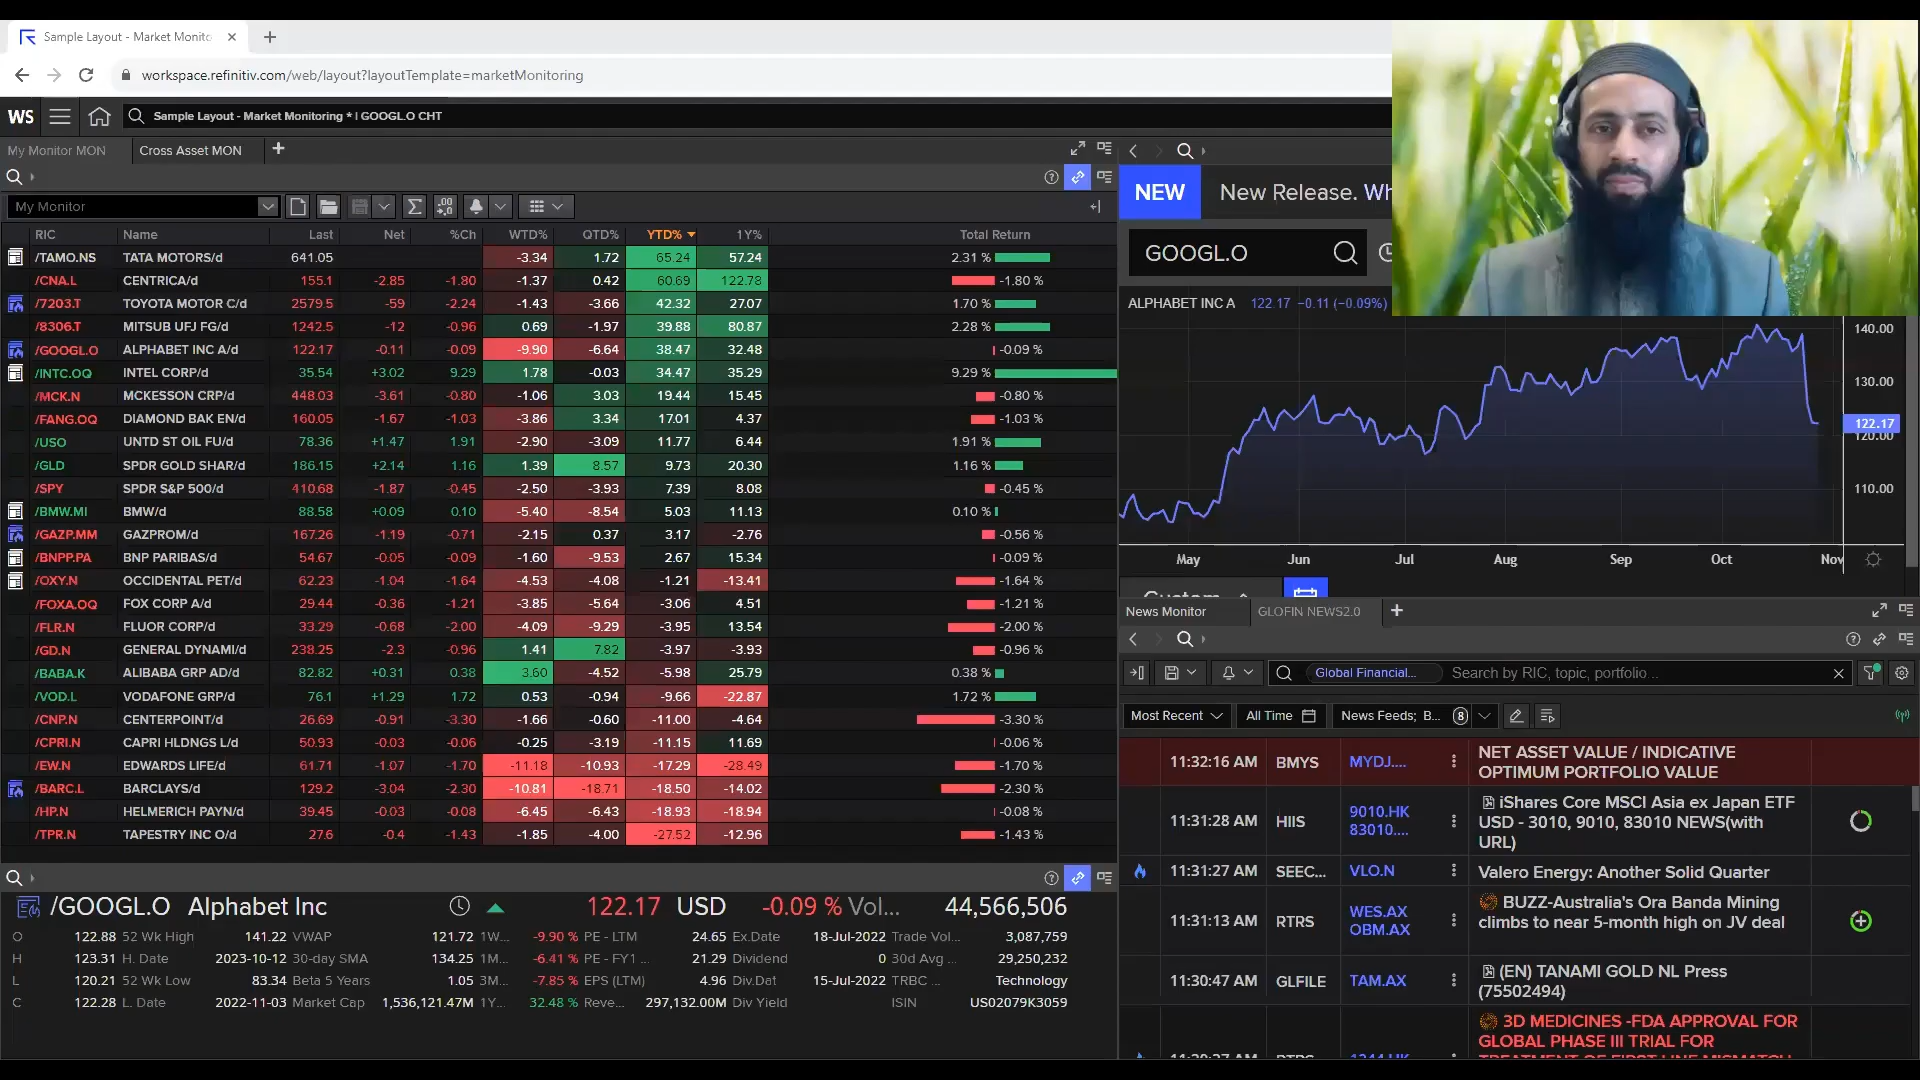 Sample Layout - Market Monito
workspace.refinitiv.com/web/layout?layoutTemplate=marketMonitoring
WS Sample Layout - Market Monitoring * | GOOGL.O CHT
My Monitor MON Cross Asset MON
My Monitor
RIC Name Last Net %Ch WTD% QTD% YTD% 1Y% Total Return
/TAMO.NS TATA MOTORS/d 641.05 -3.34 1.72 65.24 57.24 2.31 %
/CNA.L CENTRICA/d 155.1 -2.85 -1.80 -1.37 0.42 60.69 122.78 -1.80 %
/7203.T TOYOTA MOTOR C/d 2579.5 -59 -2.24 -1.43 -3.66 42.32 27.07 1.70 %
/8306.T MITSUB UFJ FG/d 1242.5 -12 -0.96 0.69 -1.97 39.88 80.87 2.28 %
/GOOGL.O ALPHABET INC A/d 122.17 -0.11 -0.09 -9.90 -6.64 38.47 32.48 -0.09 %
/INTC.OQ INTEL CORP/d 35.54 +3.02 9.29 1.78 -0.03 34.47 35.29 9.29 %
/MCK.N MCKESSON CRP/d 448.03 -3.61 -0.80 -1.06 3.03 19.44 15.45 -0.80 %
/FANG.OQ DIAMOND BAK EN/d 160.05 -1.67 -1.03 -3.86 3.34 17.01 4.37 -1.03 %
/USO UNTD ST OIL FU/d 78.36 +1.47 1.91 -2.90 -3.09 11.77 6.44 1.91 %
/GLD SPDR GOLD SHAR/d 186.15 +2.14 1.16 1.39 8.57 9.73 20.30 1.16 %
/SPY SPDR S&P 500/d 410.68 -1.87 -0.45 -2.50 -3.93 7.39 8.08 -0.45 %
/BMW.MI BMW/d 88.58 +0.09 0.10 -5.40 -8.54 5.03 11.13 0.10 %
/GAZP.MM GAZPROM/d 167.26 -1.19 -0.71 -2.15 0.37 3.17 -2.76 -0.56 %
/BNPP.PA BNP PARIBAS/d 54.67 -0.05 -0.09 -1.60 -9.53 2.67 15.34 -0.09 %
/OXY.N OCCIDENTAL PET/d 62.23 -1.04 -1.64 -4.53 -4.08 -1.21 -13.41 -1.64 %
/FOXA.OQ FOX CORP A/d 29.44 -0.36 -1.21 -3.85 -5.64 -3.06 4.51 -1.21 %
/FLR.N FLUOR CORP/d 33.29 -0.68 -2.00 -4.09 -9.29 -3.95 13.54 -2.00 %
/GD.N GENERAL DYNAMI/d 238.25 -2.3 -0.96 1.41 7.82 -3.97 -3.93 -0.96 %
/BABA.K ALIBABA GRP AD/d 82.82 +0.31 0.38 3.60 -4.52 -5.98 25.79 0.38 %
/VOD.L VODAFONE GRP/d 76.1 +1.29 1.72 0.53 -0.94 -9.66 -22.87 1.72 %
/CNP.N CENTERPOINT/d 26.69 -0.91 -3.30 -1.66 -0.60 -11.00 -4.64 -3.30 %
/CPRI.N CAPRI HLDNGS L/d 50.93 -0.03 -0.06 -0.25 -3.19 -11.15 11.69 -0.06 %
/EW.N EDWARDS LIFE/d 61.71 -1.07 -1.70 -11.18 -10.93 -17.29 -28.49 -1.70 %
/BARC.L BARCLAYS/d 129.2 -3.04 -2.30 -10.81 -18.71 -18.50 -14.02 -2.30 %
/HP.N HELMERICH PAYN/d 39.45 -0.03 -0.08 -6.45 -6.43 -18.93 -18.94 -0.08 %
/TPR.N TAPESTRY INC O/d 27.6 -0.4 -1.43 -1.85 -4.00 -27.52 -12.96 -1.43 %
/GOOGL.O Alphabet Inc 122.17 USD -0.09 % Vol... 44,566,506
O 122.88 52 Wk High 141.22 VWAP 121.72 1W... -9.90 % PE - LTM 24.65 Ex.Date 18-Jul-2022 Trade Vol... 3,087,759
H 123.31 H. Date 2023-10-12 30-day SMA 134.25 1M... -6.41 % PE - FY1 ... 21.29 Dividend 0 30d Avg ... 29,250,232
L 120.21 52 Wk Low 83.34 Beta 5 Years 1.05 3M... -7.85 % EPS (LTM) 4.96 Div.Dat 15-Jul-2022 TRBC ... Technology
C 122.28 L. Date 2022-11-03 Market Cap 1,536,121.47M 1Y... 32.48 % Reve... 297,132.00M Div Yield ISIN US02079K3059
NEW New Release. Wh
GOOGL.O
ALPHABET INC A 122.17 -0.11 (-0.09%)
140.00
130.00
122.17
120.00
110.00
May Jun Jul Aug Sep Oct Nov
Custom
News Monitor GLOFIN NEWS2.0
Global Financial... Search by RIC, topic, portfolio...
Most Recent All Time News Feeds; B... 8
11:32:16 AM BMYS MYDJ.... NET ASSET VALUE / INDICATIVE
OPTIMUM PORTFOLIO VALUE
11:31:28 AM HIIS 9010.HK
83010....
iShares Core MSCI Asia ex Japan ETF
USD - 3010, 9010, 83010 NEWS(with
URL)
11:31:27 AM SEEC... VLO.N Valero Energy: Another Solid Quarter
11:31:13 AM RTRS WES.AX
OBM.AX
BUZZ-Australia's Ora Banda Mining
climbs to near 5-month high on JV deal
11:30:47 AM GLFILE TAM.AX (EN) TANAMI GOLD NL Press
(75502494)
3D MEDICINES -FDA APPROVAL FOR
GLOBAL PHASE III TRIAL FOR